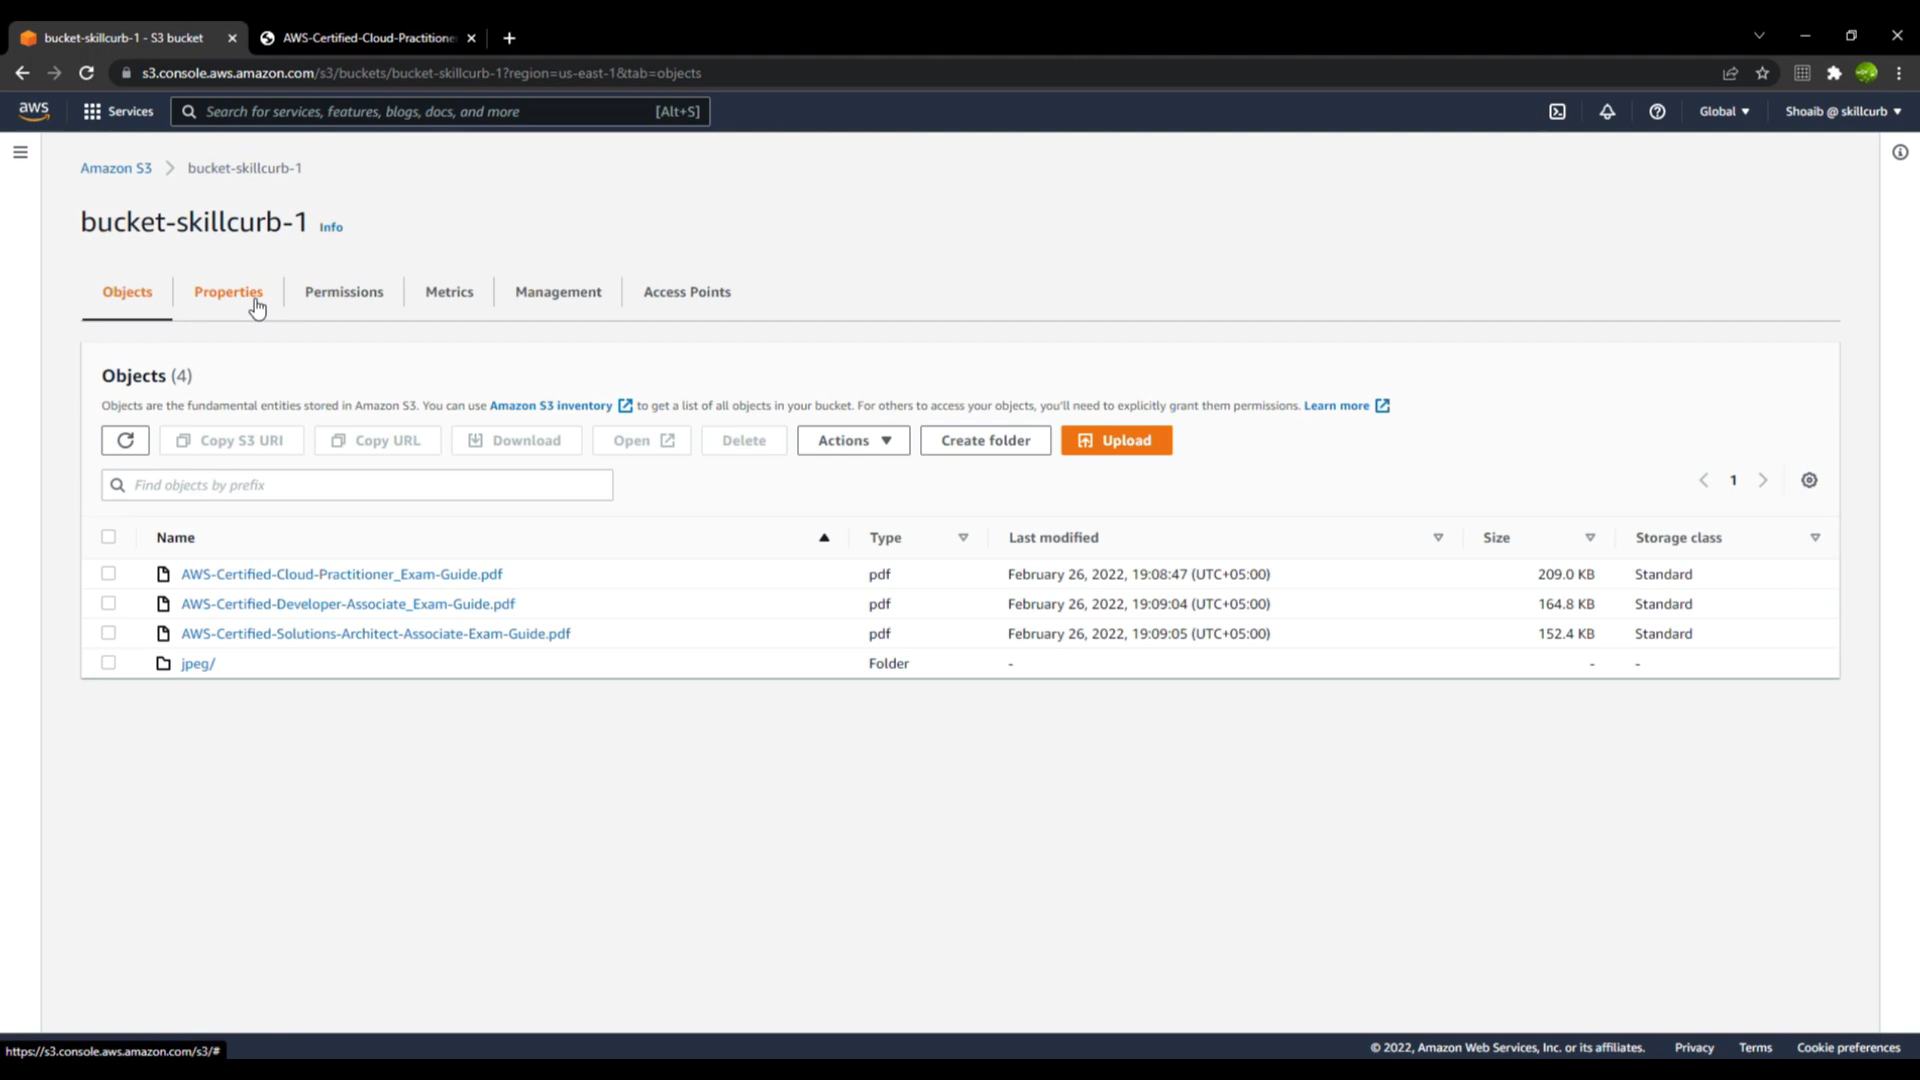 bucket-skillcurb-1 - S3 bucket
AWS-Certified-Cloud-Practitione
s3.console.aws.amazon.com/s3/buckets/bucket-skillcurb-1?region=us-east-1&tab=objects
aws
Services
Search for services, features, blogs, docs, and more
[Alt+S]
Global
Shoaib @ skillcurb
Amazon S3
bucket-skillcurb-1
bucket-skillcurb-1 Info
Objects
Properties
Permissions
Metrics
Management
Access Points
Objects (4)
Objects are the fundamental entities stored in Amazon S3. You can use Amazon S3 inventory to get a list of all objects in your bucket. For others to access your objects, you'll need to explicitly grant them permissions. Learn more
Copy S3 URI
Copy URL
Download
Open
Delete
Actions
Create folder
Upload
Find objects by prefix
1
Name Type Last modified Size Storage class
AWS-Certified-Cloud-Practitioner_Exam-Guide.pdf pdf February 26, 2022, 19:08:47 (UTC+05:00) 209.0 KB Standard
AWS-Certified-Developer-Associate_Exam-Guide.pdf pdf February 26, 2022, 19:09:04 (UTC+05:00) 164.8 KB Standard
AWS-Certified-Solutions-Architect-Associate-Exam-Guide.pdf pdf February 26, 2022, 19:09:05 (UTC+05:00) 152.4 KB Standard
jpeg/ Folder - - -
https://s3.console.aws.amazon.com/s3/#
© 2022, Amazon Web Services, Inc. or its affiliates.
Privacy
Terms
Cookie preferences